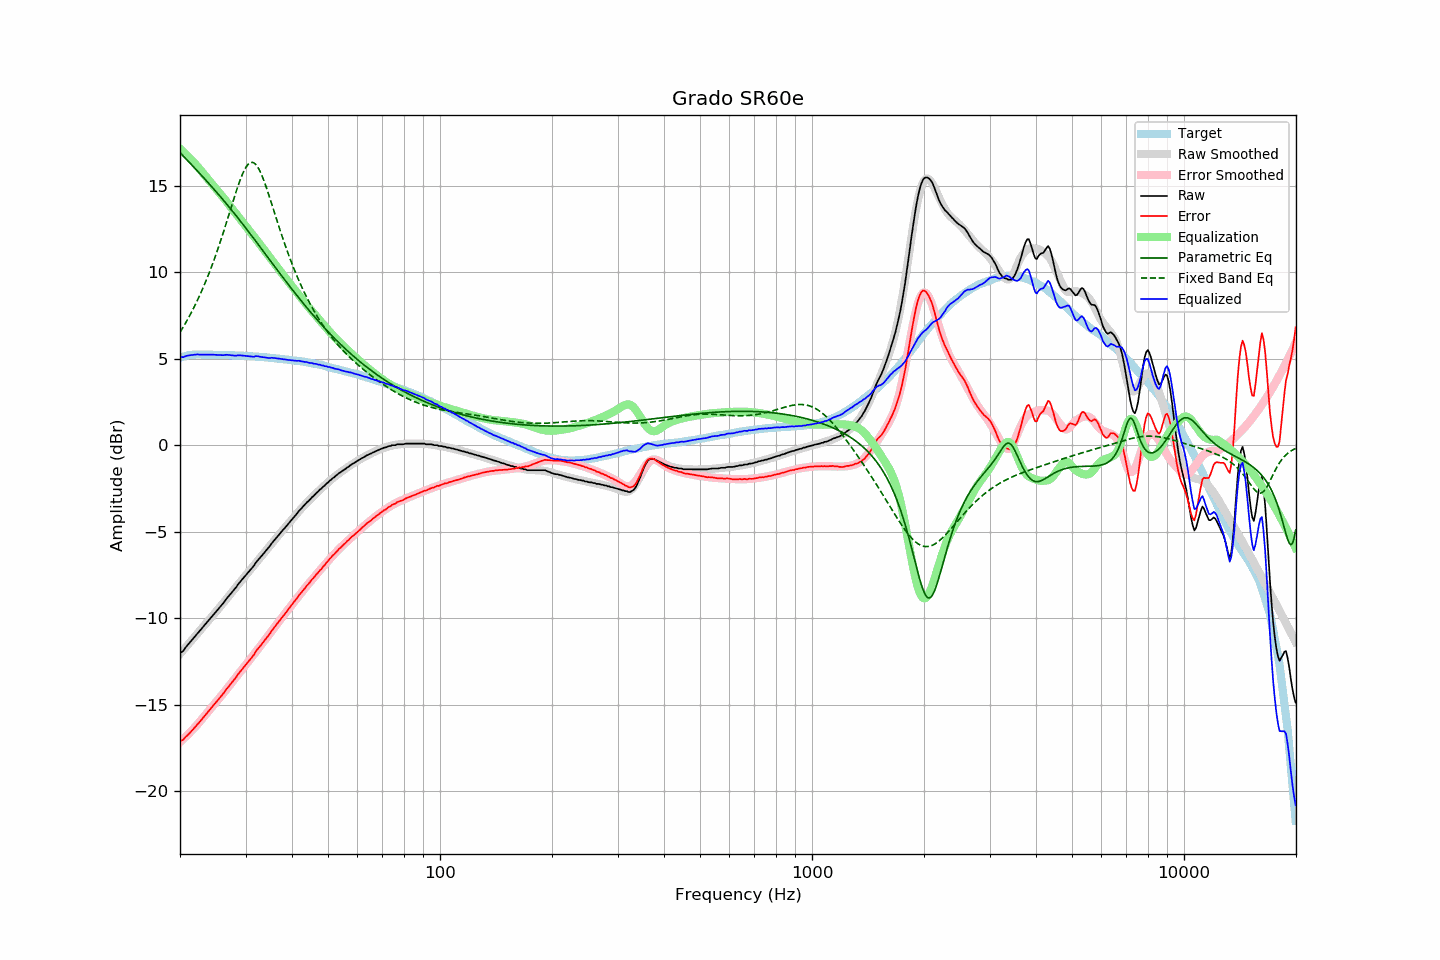 Grado SR60e
Target
Raw Smoothed
Error Smoothed
Raw
Error
Equalization
Parametric Eq
Fixed Band Eq
Equalized
Amplitude (dBr)
15
10
5
0
−5
−10
−15
−20
100
1000
10000
Frequency (Hz)